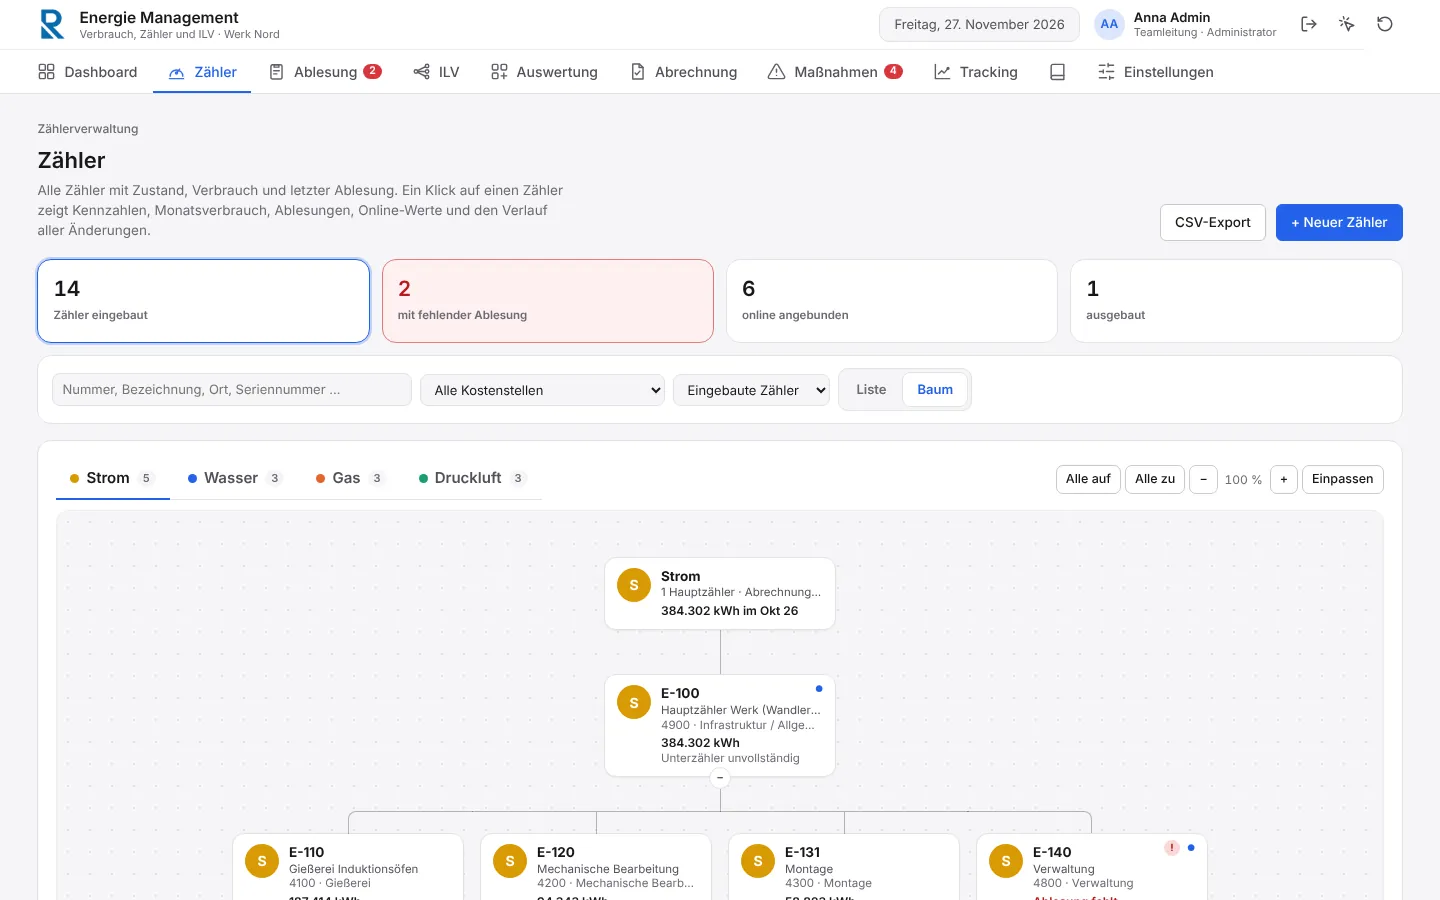 Energie Management
Verbrauch, Zähler und ILV · Werk Nord
Freitag, 27. November 2026
AA
Anna Admin
Teamleitung · Administrator
Dashboard
Zähler
Ablesung 2
ILV
Auswertung
Abrechnung
Maßnahmen 4
Tracking
Einstellungen
Zählerverwaltung
Zähler
Alle Zähler mit Zustand, Verbrauch und letzter Ablesung. Ein Klick auf einen Zähler
zeigt Kennzahlen, Monatsverbrauch, Ablesungen, Online-Werte und den Verlauf
aller Änderungen.
CSV-Export
+ Neuer Zähler
14
Zähler eingebaut
2
mit fehlender Ablesung
6
online angebunden
1
ausgebaut
Nummer, Bezeichnung, Ort, Seriennummer ...
Alle Kostenstellen
Eingebaute Zähler
Liste
Baum
Strom 5
Wasser 3
Gas 3
Druckluft 3
Alle auf
Alle zu
−
100 %
+
Einpassen
S
Strom
1 Hauptzähler · Abrechnung...
384.302 kWh im Okt 26
S
E-100
Hauptzähler Werk (Wandler...
4900 · Infrastruktur / Allge...
384.302 kWh
Unterzähler unvollständig
−
S
E-110
Gießerei Induktionsöfen
4100 · Gießerei
S
E-120
Mechanische Bearbeitung
4200 · Mechanische Bearb...
S
E-131
Montage
4300 · Montage
S
E-140
!
Verwaltung
4800 · Verwaltung
Ablesung fehlt